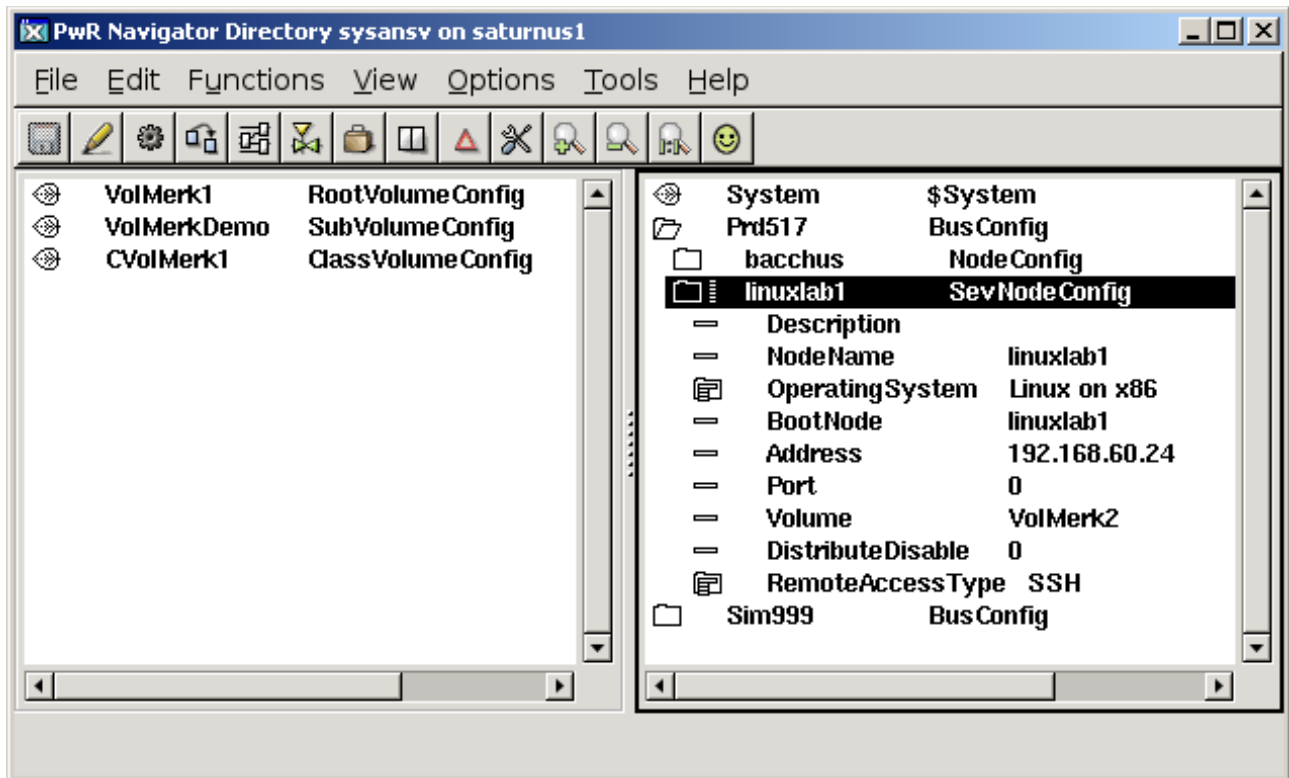 PwR Navigator Directory sysansv on saturnus1
File Edit Functions View Options Tools Help
VolMerk1 RootVolumeConfig
VolMerkDemo SubVolumeConfig
CVolMerk1 ClassVolumeConfig
System $System
Prd517 BusConfig
bacchus NodeConfig
linuxlab1 SevNodeConfig
Description
NodeName linuxlab1
OperatingSystem Linux on x86
BootNode linuxlab1
Address 192.168.60.24
Port 0
Volume VolMerk2
DistributeDisable 0
RemoteAccessType SSH
Sim999 BusConfig